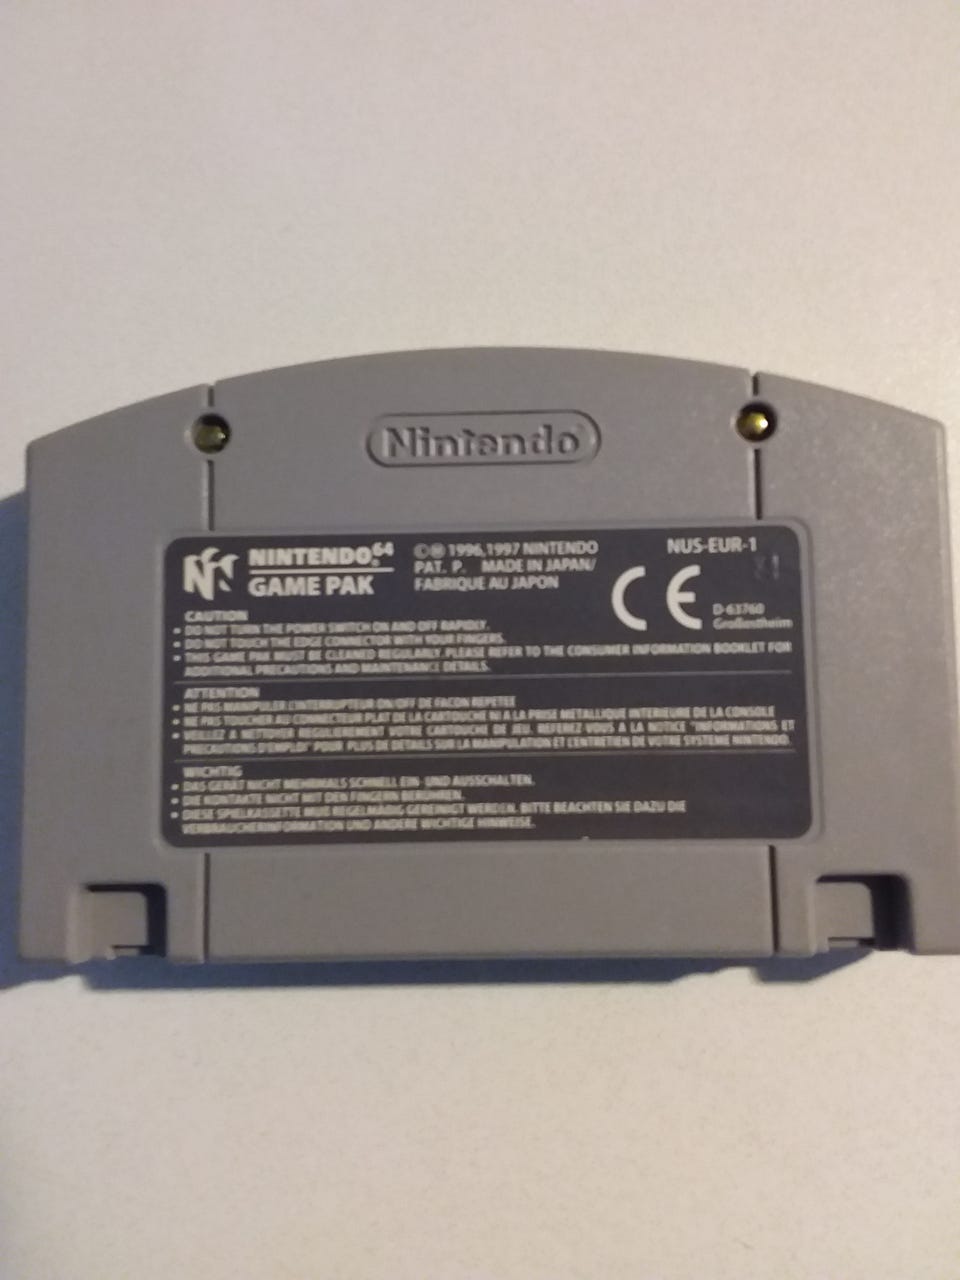 Nintendo®
NINTENDO⁶⁴
GAME PAK
©Ⓜ 1996,1997 NINTENDO
PAT. P. MADE IN JAPAN/
FABRIQUE AU JAPON
NUS-EUR-1
CE
D-63760
Großostheim
CAUTION
• DO NOT TURN THE POWER SWITCH ON AND OFF RAPIDLY.
• DO NOT TOUCH THE EDGE CONNECTOR WITH YOUR FINGERS.
• THIS GAME PAK MUST BE CLEANED REGULARLY. PLEASE REFER TO THE CONSUMER INFORMATION BOOKLET FOR
ADDITIONAL PRECAUTIONS AND MAINTENANCE DETAILS.
ATTENTION
• NE PAS MANIPULER L'INTERRUPTEUR ON/OFF DE FACON REPETEE
• NE PAS TOUCHER AU CONNECTEUR PLAT DE LA CARTOUCHE NI A LA PRISE METALLIQUE INTERIEURE DE LA CONSOLE
• VEILLEZ A NETTOYER REGULIEREMENT VOTRE CARTOUCHE DE JEU. REFEREZ-VOUS A LA NOTICE "INFORMATIONS ET
PRECAUTIONS D'EMPLOI" POUR PLUS DE DETAILS SUR LA MANIPULATION ET L'ENTRETIEN DE VOTRE SYSTEME NINTENDO.
WICHTIG
• DAS GERÄT NICHT MEHRMALS SCHNELL EIN- UND AUSSCHALTEN.
• DIE KONTAKTE NICHT MIT DEN FINGERN BERÜHREN.
• DIESE SPIELKASSETTE MUß REGELMÄßIG GEREINIGT WERDEN. BITTE BEACHTEN SIE DAZU DIE
VERBRAUCHERINFORMATION UND ANDERE WICHTIGE HINWEISE.